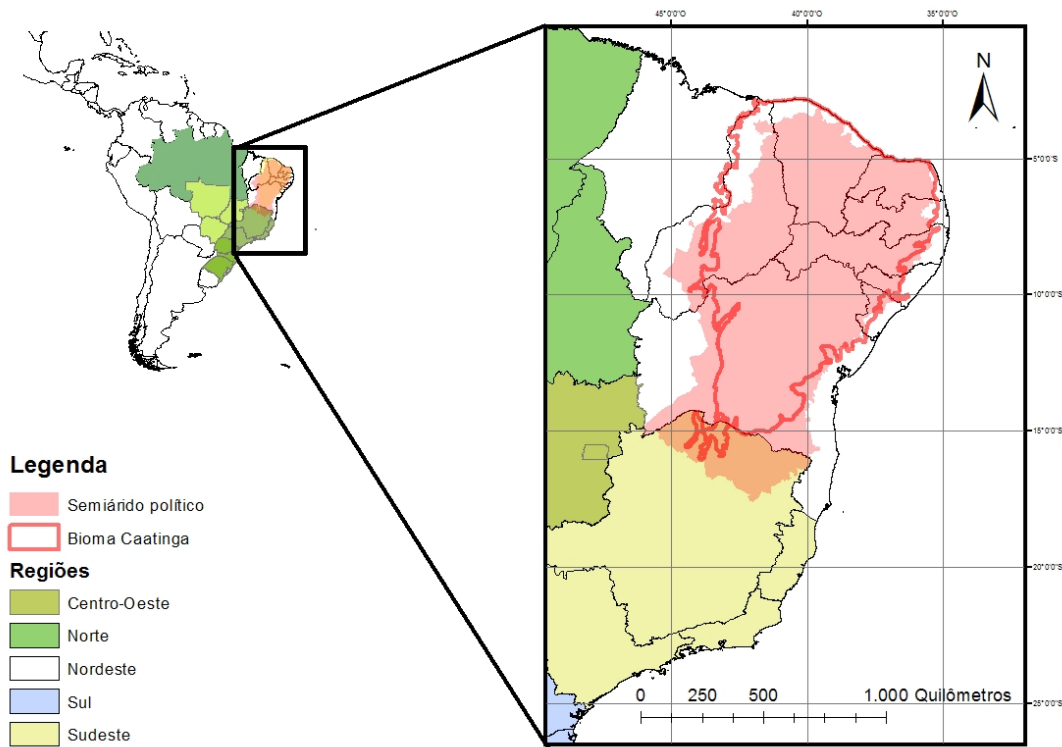 45°0'0"O 40°0'0"O 35°0'0"O
N
5°0'0"S
10°0'0"S
15°0'0"S
20°0'0"S
25°0'0"S
Legenda
Semiárido político
Bioma Caatinga
Regiões
Centro-Oeste
Norte
Nordeste
Sul
Sudeste
0 250 500 1.000 Quilômetros